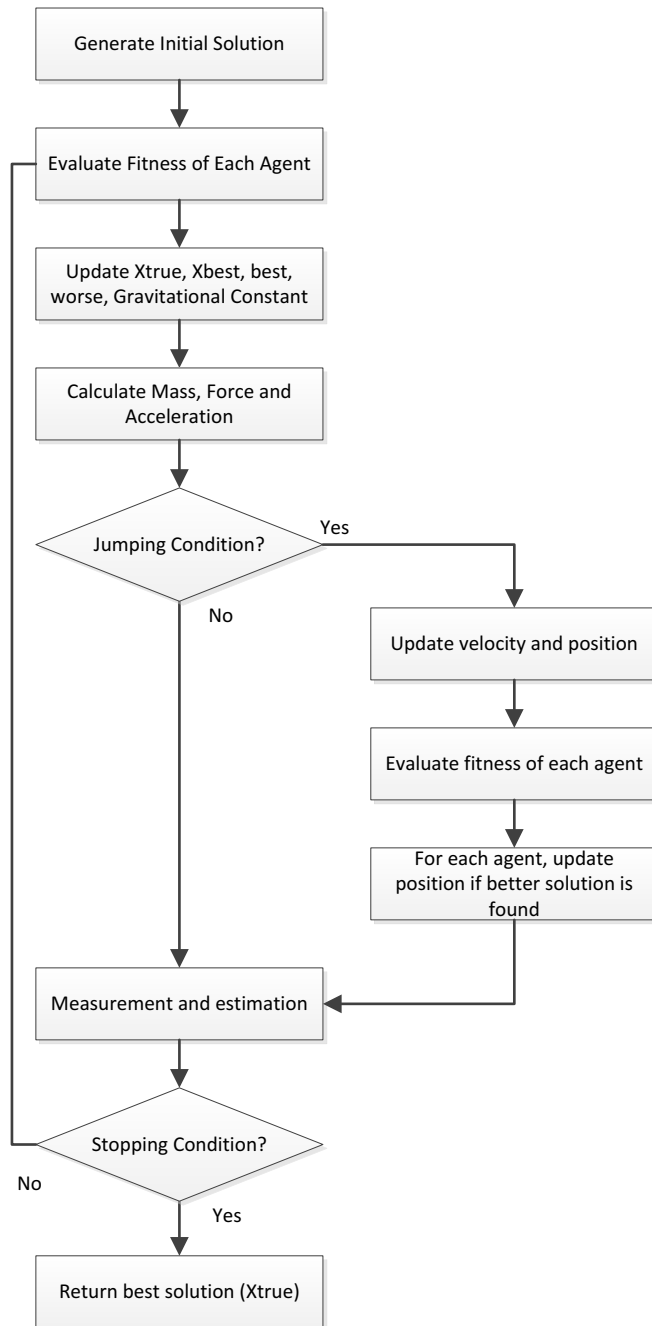 Generate Initial Solution
Evaluate Fitness of Each Agent
Update Xtrue, Xbest, best,
worse, Gravitational Constant
Calculate Mass, Force and
Acceleration
Jumping Condition?
Yes
No
Update velocity and position
Evaluate fitness of each agent
For each agent, update
position if better solution is
found
Measurement and estimation
Stopping Condition?
No
Yes
Return best solution (Xtrue)